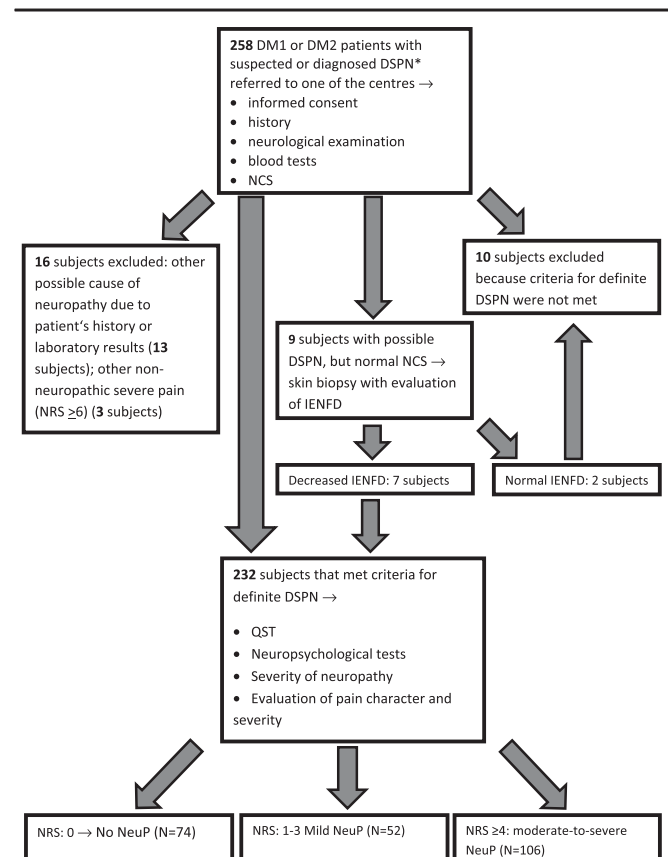 258 DM1 or DM2 patients with
suspected or diagnosed DSPN*
referred to one of the centres →
• informed consent
• history
• neurological examination
• blood tests
• NCS
16 subjects excluded: other
possible cause of
neuropathy due to
patient's history or
laboratory results (13
subjects); other non-
neuropathic severe pain
(NRS ≥6) (3 subjects)
10 subjects excluded
because criteria for definite
DSPN were not met
9 subjects with possible
DSPN, but normal NCS →
skin biopsy with evaluation
of IENFD
Decreased IENFD: 7 subjects
Normal IENFD: 2 subjects
232 subjects that met criteria for
definite DSPN →
• QST
• Neuropsychological tests
• Severity of neuropathy
• Evaluation of pain character and
severity
NRS: 0 → No NeuP (N=74)
NRS: 1-3 Mild NeuP (N=52)
NRS ≥4: moderate-to-severe
NeuP (N=106)